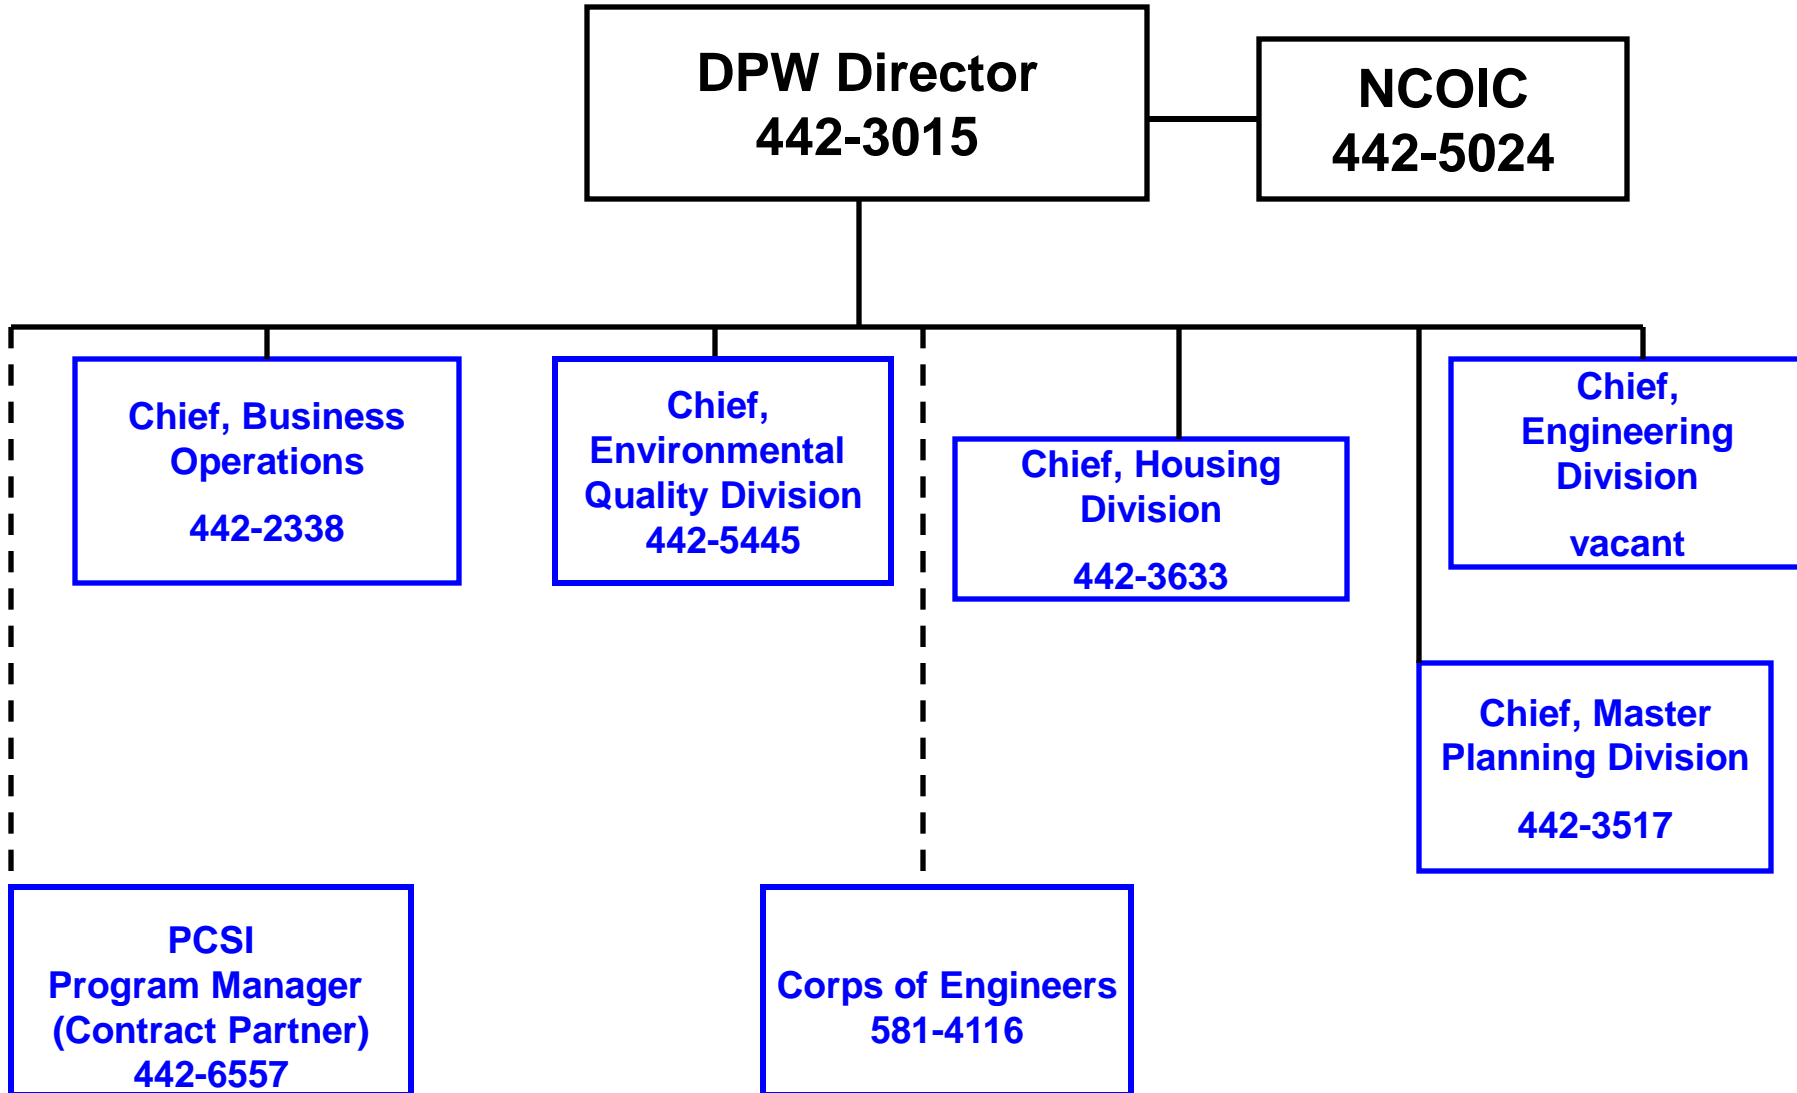 DPW Director
442-3015
NCOIC
442-5024
Chief, Business
Operations
442-2338
Chief,
Environmental
Quality Division
442-5445
Chief, Housing
Division
442-3633
Chief,
Engineering
Division
vacant
Chief, Master
Planning Division
442-3517
PCSI
Program Manager
(Contract Partner)
442-6557
Corps of Engineers
581-4116